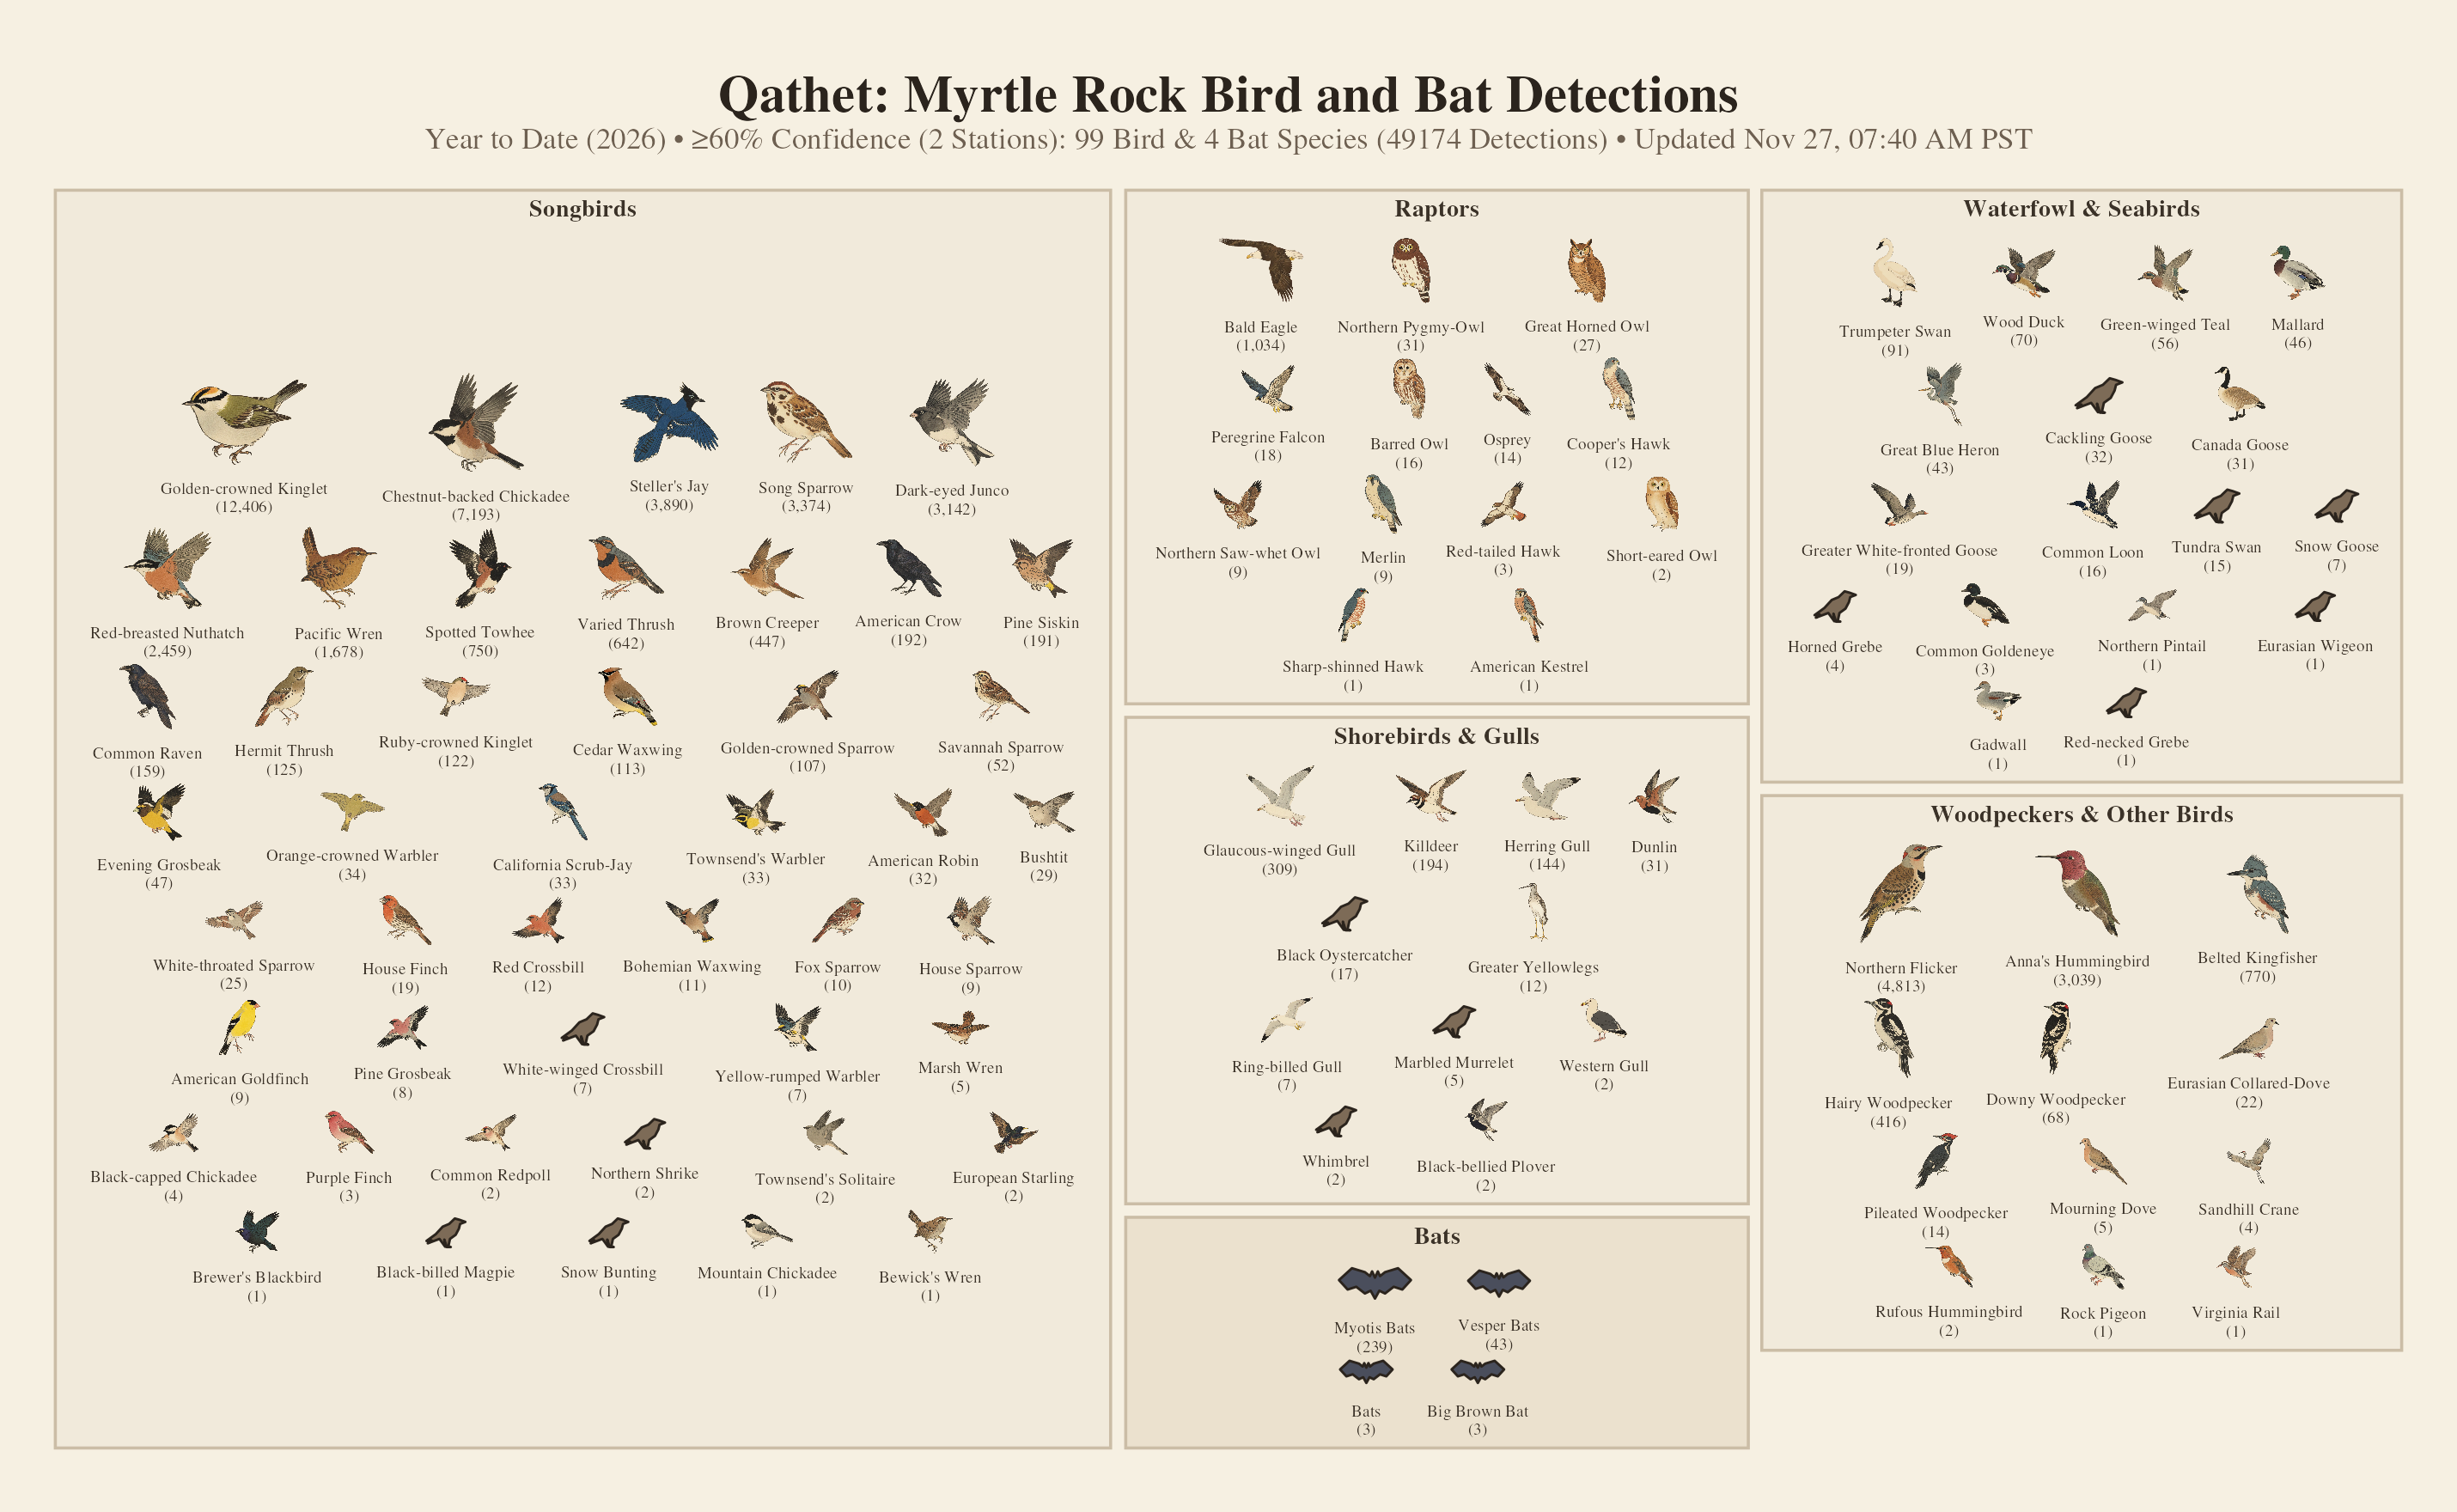 Qathet: Myrtle Rock Bird and Bat Detections
Year to Date (2026) • ≥60% Confidence (2 Stations): 99 Bird & 4 Bat Species (49174 Detections) • Updated Nov 27, 07:40 AM PST
Songbirds
Golden-crowned Kinglet
(12,406)
Chestnut-backed Chickadee
(7,193)
Steller's Jay
(3,890)
Song Sparrow
(3,374)
Dark-eyed Junco
(3,142)
Red-breasted Nuthatch
(2,459)
Pacific Wren
(1,678)
Spotted Towhee
(750)
Varied Thrush
(642)
Brown Creeper
(447)
American Crow
(192)
Pine Siskin
(191)
Common Raven
(159)
Hermit Thrush
(125)
Ruby-crowned Kinglet
(122)
Cedar Waxwing
(113)
Golden-crowned Sparrow
(107)
Savannah Sparrow
(52)
Evening Grosbeak
(47)
Orange-crowned Warbler
(34)
California Scrub-Jay
(33)
Townsend's Warbler
(33)
American Robin
(32)
Bushtit
(29)
White-throated Sparrow
(25)
House Finch
(19)
Red Crossbill
(12)
Bohemian Waxwing
(11)
Fox Sparrow
(10)
House Sparrow
(9)
American Goldfinch
(9)
Pine Grosbeak
(8)
White-winged Crossbill
(7)
Yellow-rumped Warbler
(7)
Marsh Wren
(5)
Black-capped Chickadee
(4)
Purple Finch
(3)
Common Redpoll
(2)
Northern Shrike
(2)
Townsend's Solitaire
(2)
European Starling
(2)
Brewer's Blackbird
(1)
Black-billed Magpie
(1)
Snow Bunting
(1)
Mountain Chickadee
(1)
Bewick's Wren
(1)
Raptors
Bald Eagle
(1,034)
Northern Pygmy-Owl
(31)
Great Horned Owl
(27)
Peregrine Falcon
(18)
Barred Owl
(16)
Osprey
(14)
Cooper's Hawk
(12)
Northern Saw-whet Owl
(9)
Merlin
(9)
Red-tailed Hawk
(3)
Short-eared Owl
(2)
Sharp-shinned Hawk
(1)
American Kestrel
(1)
Shorebirds & Gulls
Glaucous-winged Gull
(309)
Killdeer
(194)
Herring Gull
(144)
Dunlin
(31)
Black Oystercatcher
(17)
Greater Yellowlegs
(12)
Ring-billed Gull
(7)
Marbled Murrelet
(5)
Western Gull
(2)
Whimbrel
(2)
Black-bellied Plover
(2)
Bats
Myotis Bats
(239)
Vesper Bats
(43)
Bats
(3)
Big Brown Bat
(3)
Waterfowl & Seabirds
Trumpeter Swan
(91)
Wood Duck
(70)
Green-winged Teal
(56)
Mallard
(46)
Great Blue Heron
(43)
Cackling Goose
(32)
Canada Goose
(31)
Greater White-fronted Goose
(19)
Common Loon
(16)
Tundra Swan
(15)
Snow Goose
(7)
Horned Grebe
(4)
Common Goldeneye
(3)
Northern Pintail
(1)
Eurasian Wigeon
(1)
Gadwall
(1)
Red-necked Grebe
(1)
Woodpeckers & Other Birds
Northern Flicker
(4,813)
Anna's Hummingbird
(3,039)
Belted Kingfisher
(770)
Hairy Woodpecker
(416)
Downy Woodpecker
(68)
Eurasian Collared-Dove
(22)
Pileated Woodpecker
(14)
Mourning Dove
(5)
Sandhill Crane
(4)
Rufous Hummingbird
(2)
Rock Pigeon
(1)
Virginia Rail
(1)